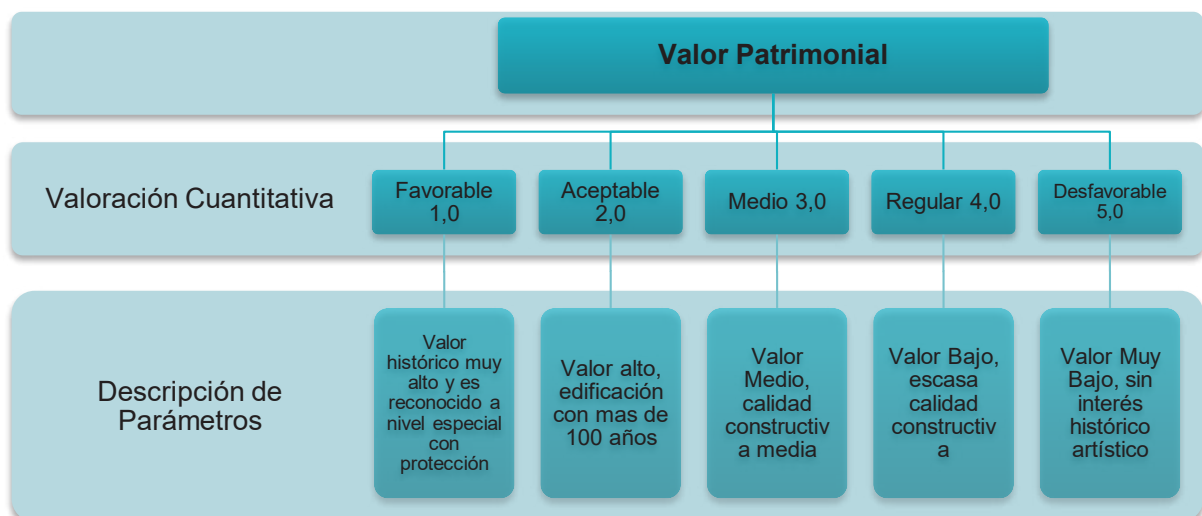 Valor Patrimonial
Valoración Cuantitativa
Favorable
1,0
Aceptable
2,0
Medio 3,0
Regular 4,0
Desfavorable
5,0
Descripción de
Parámetros
Valor
histórico muy
alto y es
reconocido a
nivel especial
con
protección
Valor alto,
edificación
con mas de
100 años
Valor
Medio,
calidad
constructiv
a media
Valor Bajo,
escasa
calidad
constructiv
a
Valor Muy
Bajo, sin
interés
histórico
artístico